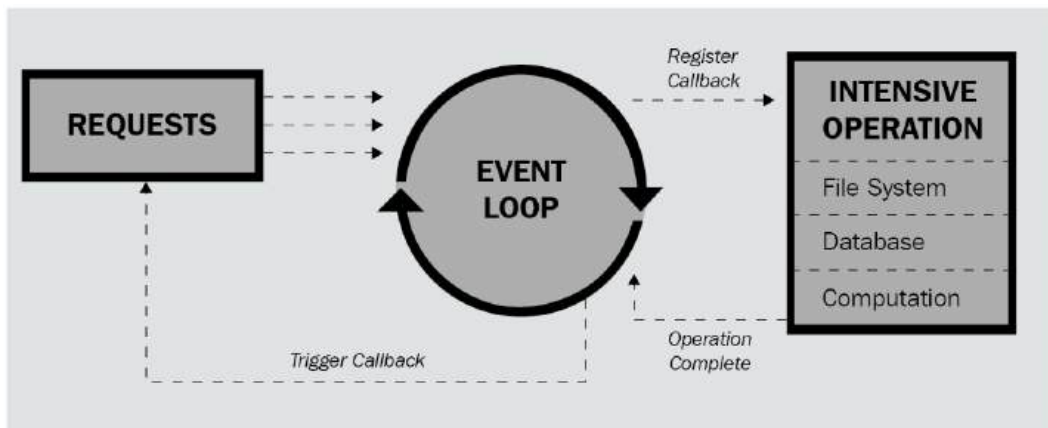 REQUESTS
EVENT
LOOP
Register
Callback
INTENSIVE
OPERATION
File System
Database
Computation
Operation
Complete
Trigger Callback